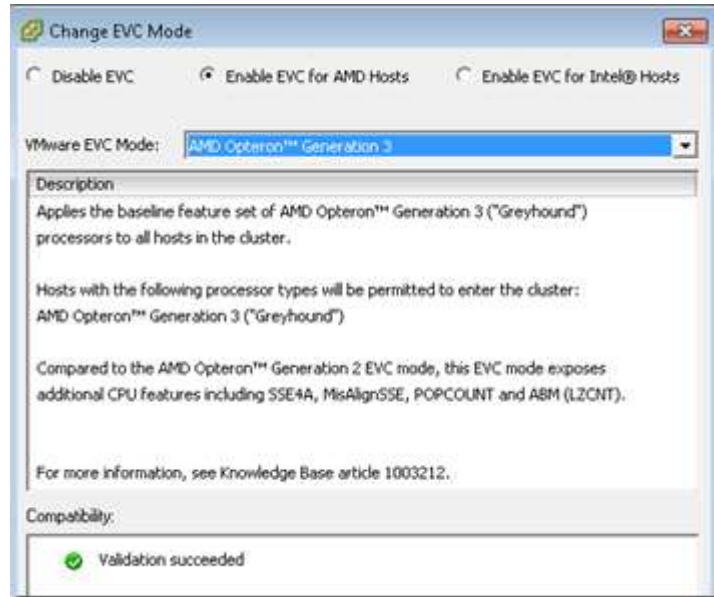 Change EVC Mode
Disable EVC
Enable EVC for AMD Hosts
Enable EVC for Intel® Hosts
VMware EVC Mode:
AMD Opteron™ Generation 3
Description
Applies the baseline feature set of AMD Opteron™ Generation 3 ("Greyhound")
processors to all hosts in the cluster.
Hosts with the following processor types will be permitted to enter the cluster:
AMD Opteron™ Generation 3 ("Greyhound")
Compared to the AMD Opteron™ Generation 2 EVC mode, this EVC mode exposes
additional CPU features including SSE4A, MisAlignSSE, POPCOUNT and ABM (LZCNT).
For more information, see Knowledge Base article 1003212.
Compatibility:
Validation succeeded